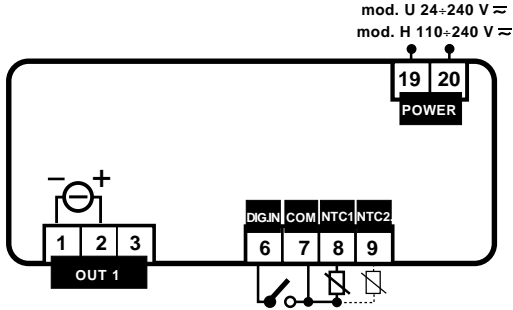 mod. U 24÷240 V ⎓
mod. H 110÷240 V ⎓
19 20
POWER
− +
1 2 3
OUT 1
DIG.IN COM NTC1 NTC2
6 7 8 9